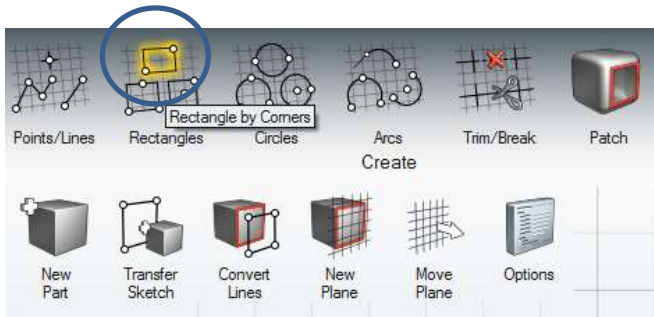 Rectangle by Corners
Points/Lines Rectangles Circles Arcs Trim/Break Patch
Create
New Part
Transfer Sketch
Convert Lines
New Plane
Move Plane
Options